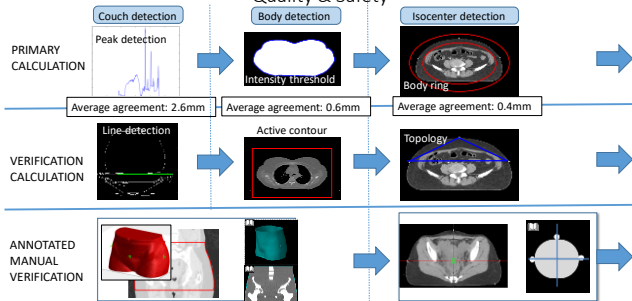 Quality & Safety
Couch detection
Body detection
Isocenter detection
PRIMARY
CALCULATION
Peak detection
Intensity threshold
Body ring
Average agreement: 2.6mm
Average agreement: 0.6mm
Average agreement: 0.4mm
VERIFICATION
CALCULATION
Line detection
Active contour
Topology
ANNOTATED
MANUAL
VERIFICATION